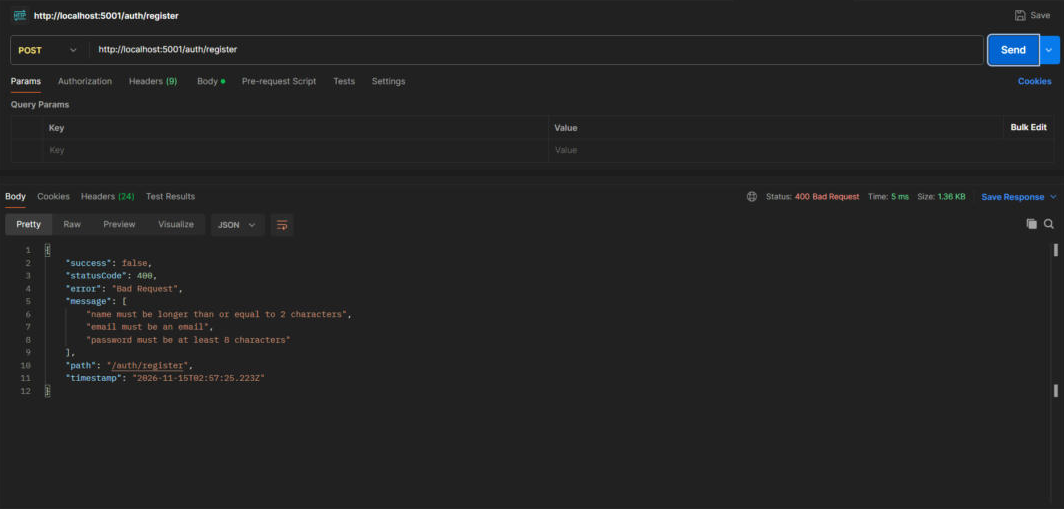 HTTP http://localhost:5001/auth/register Save
POST http://localhost:5001/auth/register Send
Params Authorization Headers (9) Body Pre-request Script Tests Settings Cookies
Query Params
Key Value Bulk Edit
Key Value
Body Cookies Headers (24) Test Results Status: 400 Bad Request Time: 5 ms Size: 1.36 KB Save Response
Pretty Raw Preview Visualize JSON
1 {
2 "success": false,
3 "statusCode": 400,
4 "error": "Bad Request",
5 "message": [
6 "name must be longer than or equal to 2 characters",
7 "email must be an email",
8 "password must be at least 8 characters"
9 ],
10 "path": "/auth/register",
11 "timestamp": "2026-11-15T02:57:25.223Z"
12 }